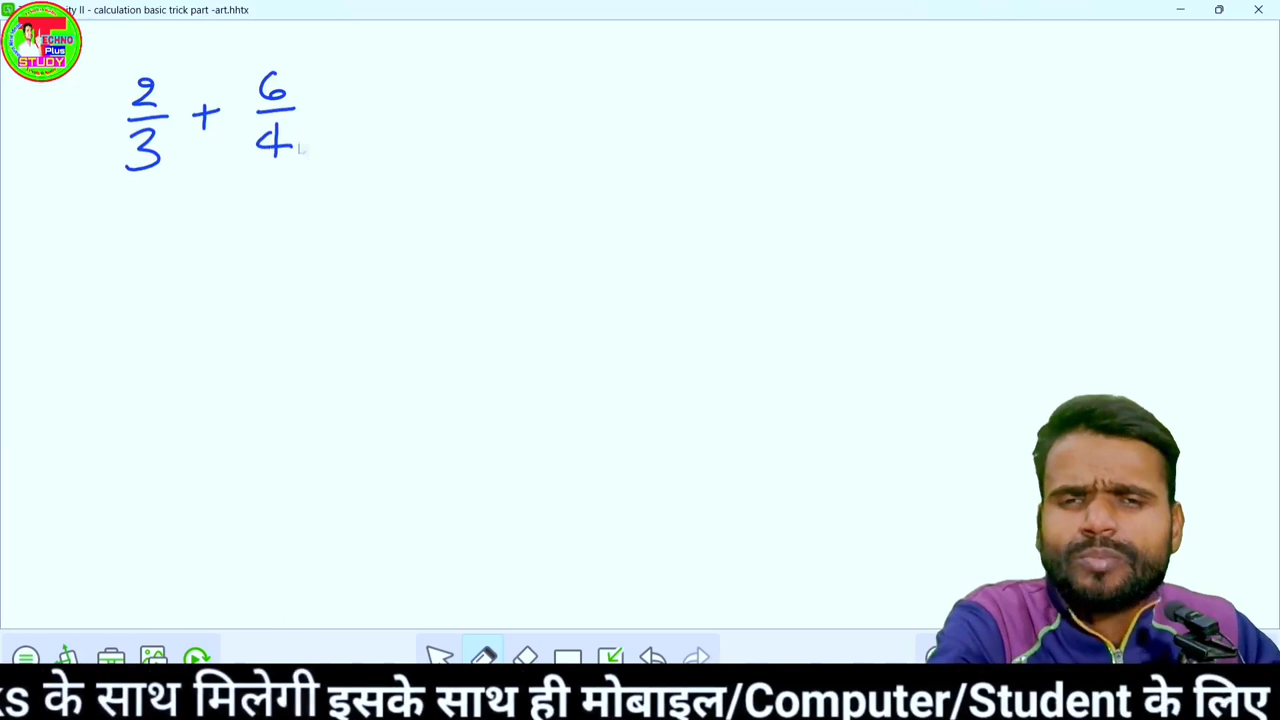 ity II - calculation basic trick part -art.hhtx
TECHNO
Plus
STUDY
2/3 + 6/4
ks के साथ मिलेगी इसके साथ ही मोबाइल/Computer/Student के लिए